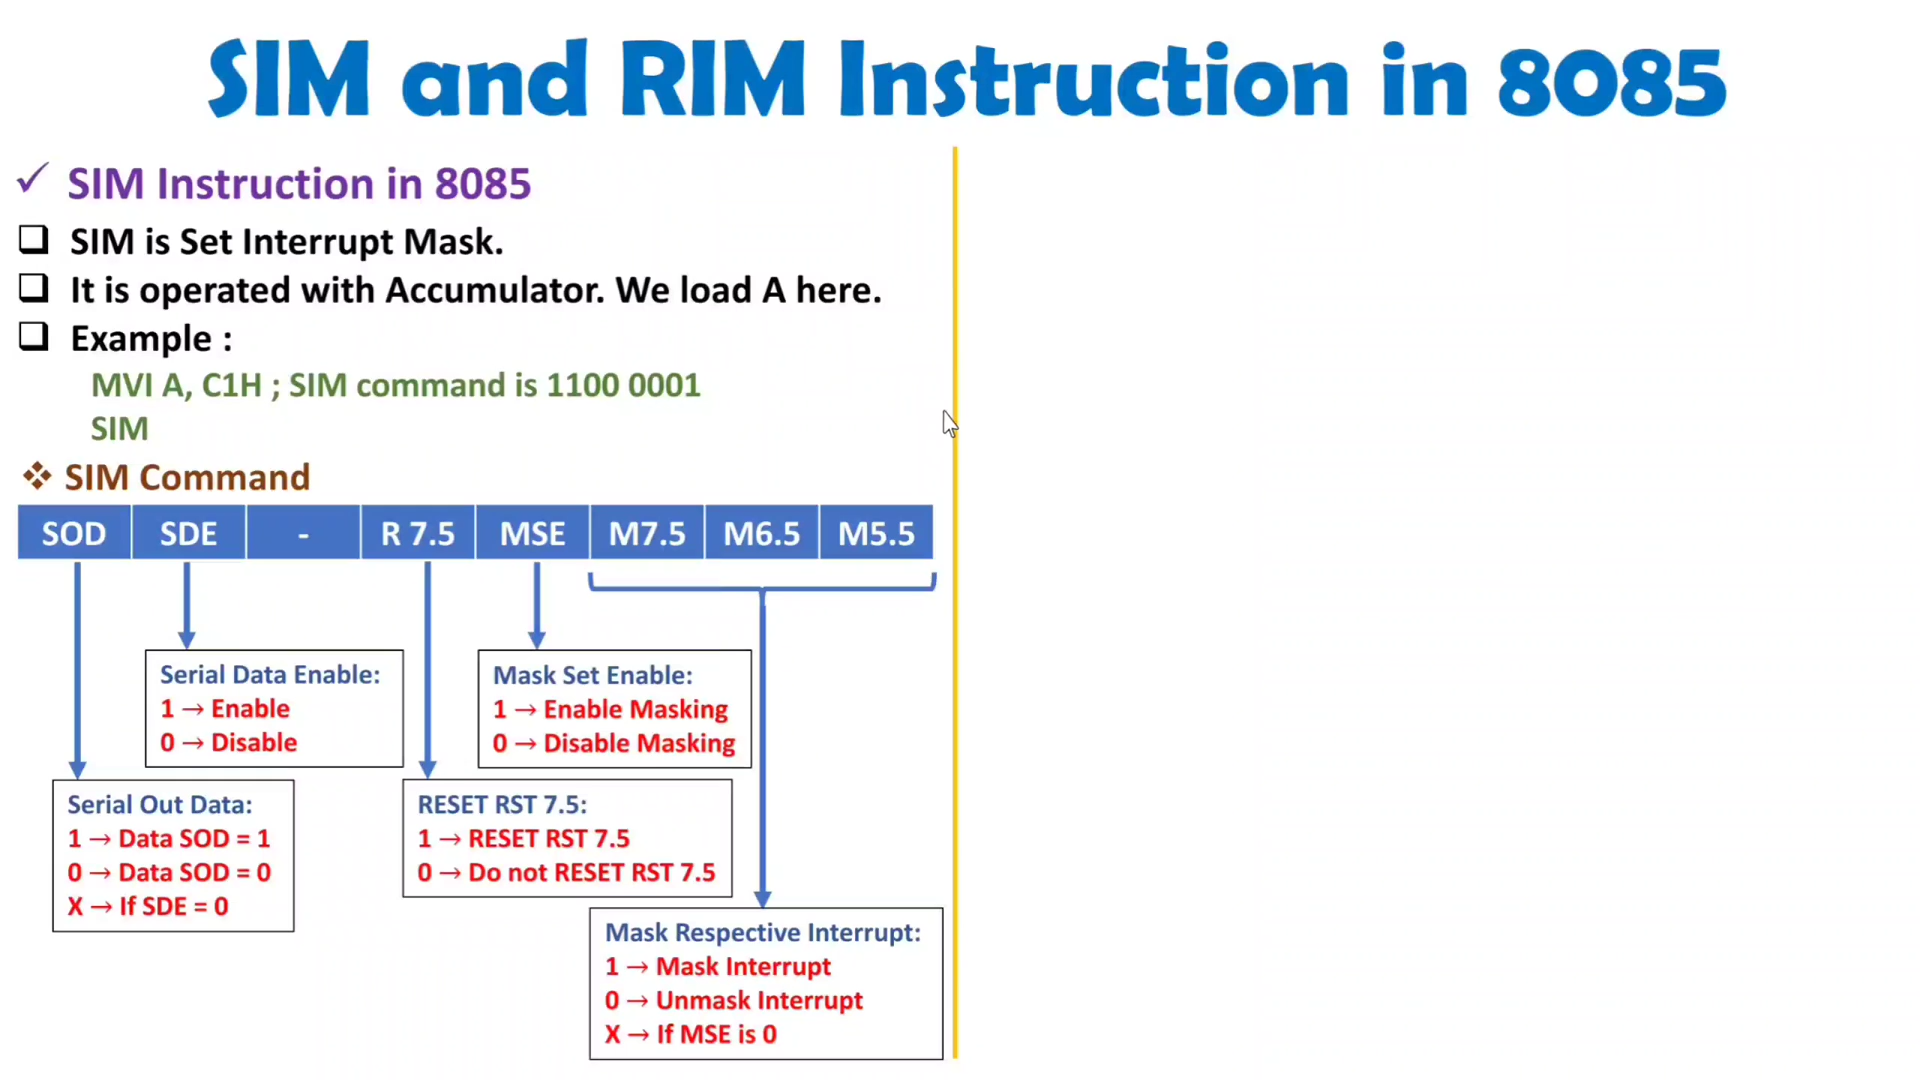 SIM and RIM Instruction in 8085
SIM Instruction in 8085
SIM is Set Interrupt Mask.
It is operated with Accumulator. We load A here.
Example :
MVI A, C1H ; SIM command is 1100 0001
SIM
SIM Command
SOD SDE - R 7.5 MSE M7.5 M6.5 M5.5
Serial Data Enable:
1 → Enable
0 → Disable
Mask Set Enable:
1 → Enable Masking
0 → Disable Masking
Serial Out Data:
1 → Data SOD = 1
0 → Data SOD = 0
X → If SDE = 0
RESET RST 7.5:
1 → RESET RST 7.5
0 → Do not RESET RST 7.5
Mask Respective Interrupt:
1 → Mask Interrupt
0 → Unmask Interrupt
X → If MSE is 0